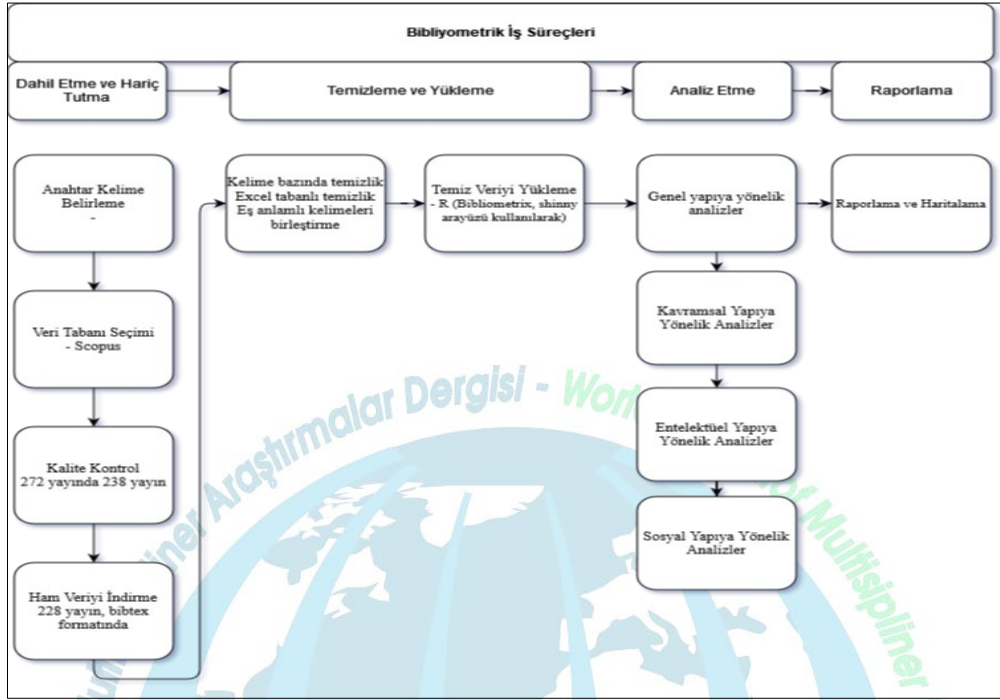 Bibliyometrik İş Süreçleri
Dahil Etme ve Hariç
Tutma
Temizleme ve Yükleme
Analiz Etme
Raporlama
Anahtar Kelime
Belirleme
-
Veri Tabanı Seçimi
- Scopus
Kalite Kontrol
272 yayında 238 yayın
Ham Veriyi İndirme
228 yayın, bibtex
formatında
Kelime bazında temizlik
Excel tabanlı temizlik
Eş anlamlı kelimeleri
birleştirme
Temiz Veriyi Yükleme
- R (Bibliometrix, shinny
arayüzü kullanılarak)
Genel yapıya yönelik
analizler
Kavramsal Yapıya
Yönelik Analizler
Entelektüel Yapıya
Yönelik Analizler
Sosyal Yapıya Yönelik
Analizler
Raporlama ve Haritalama
Araştırmalar Dergisi - of Multisipliner